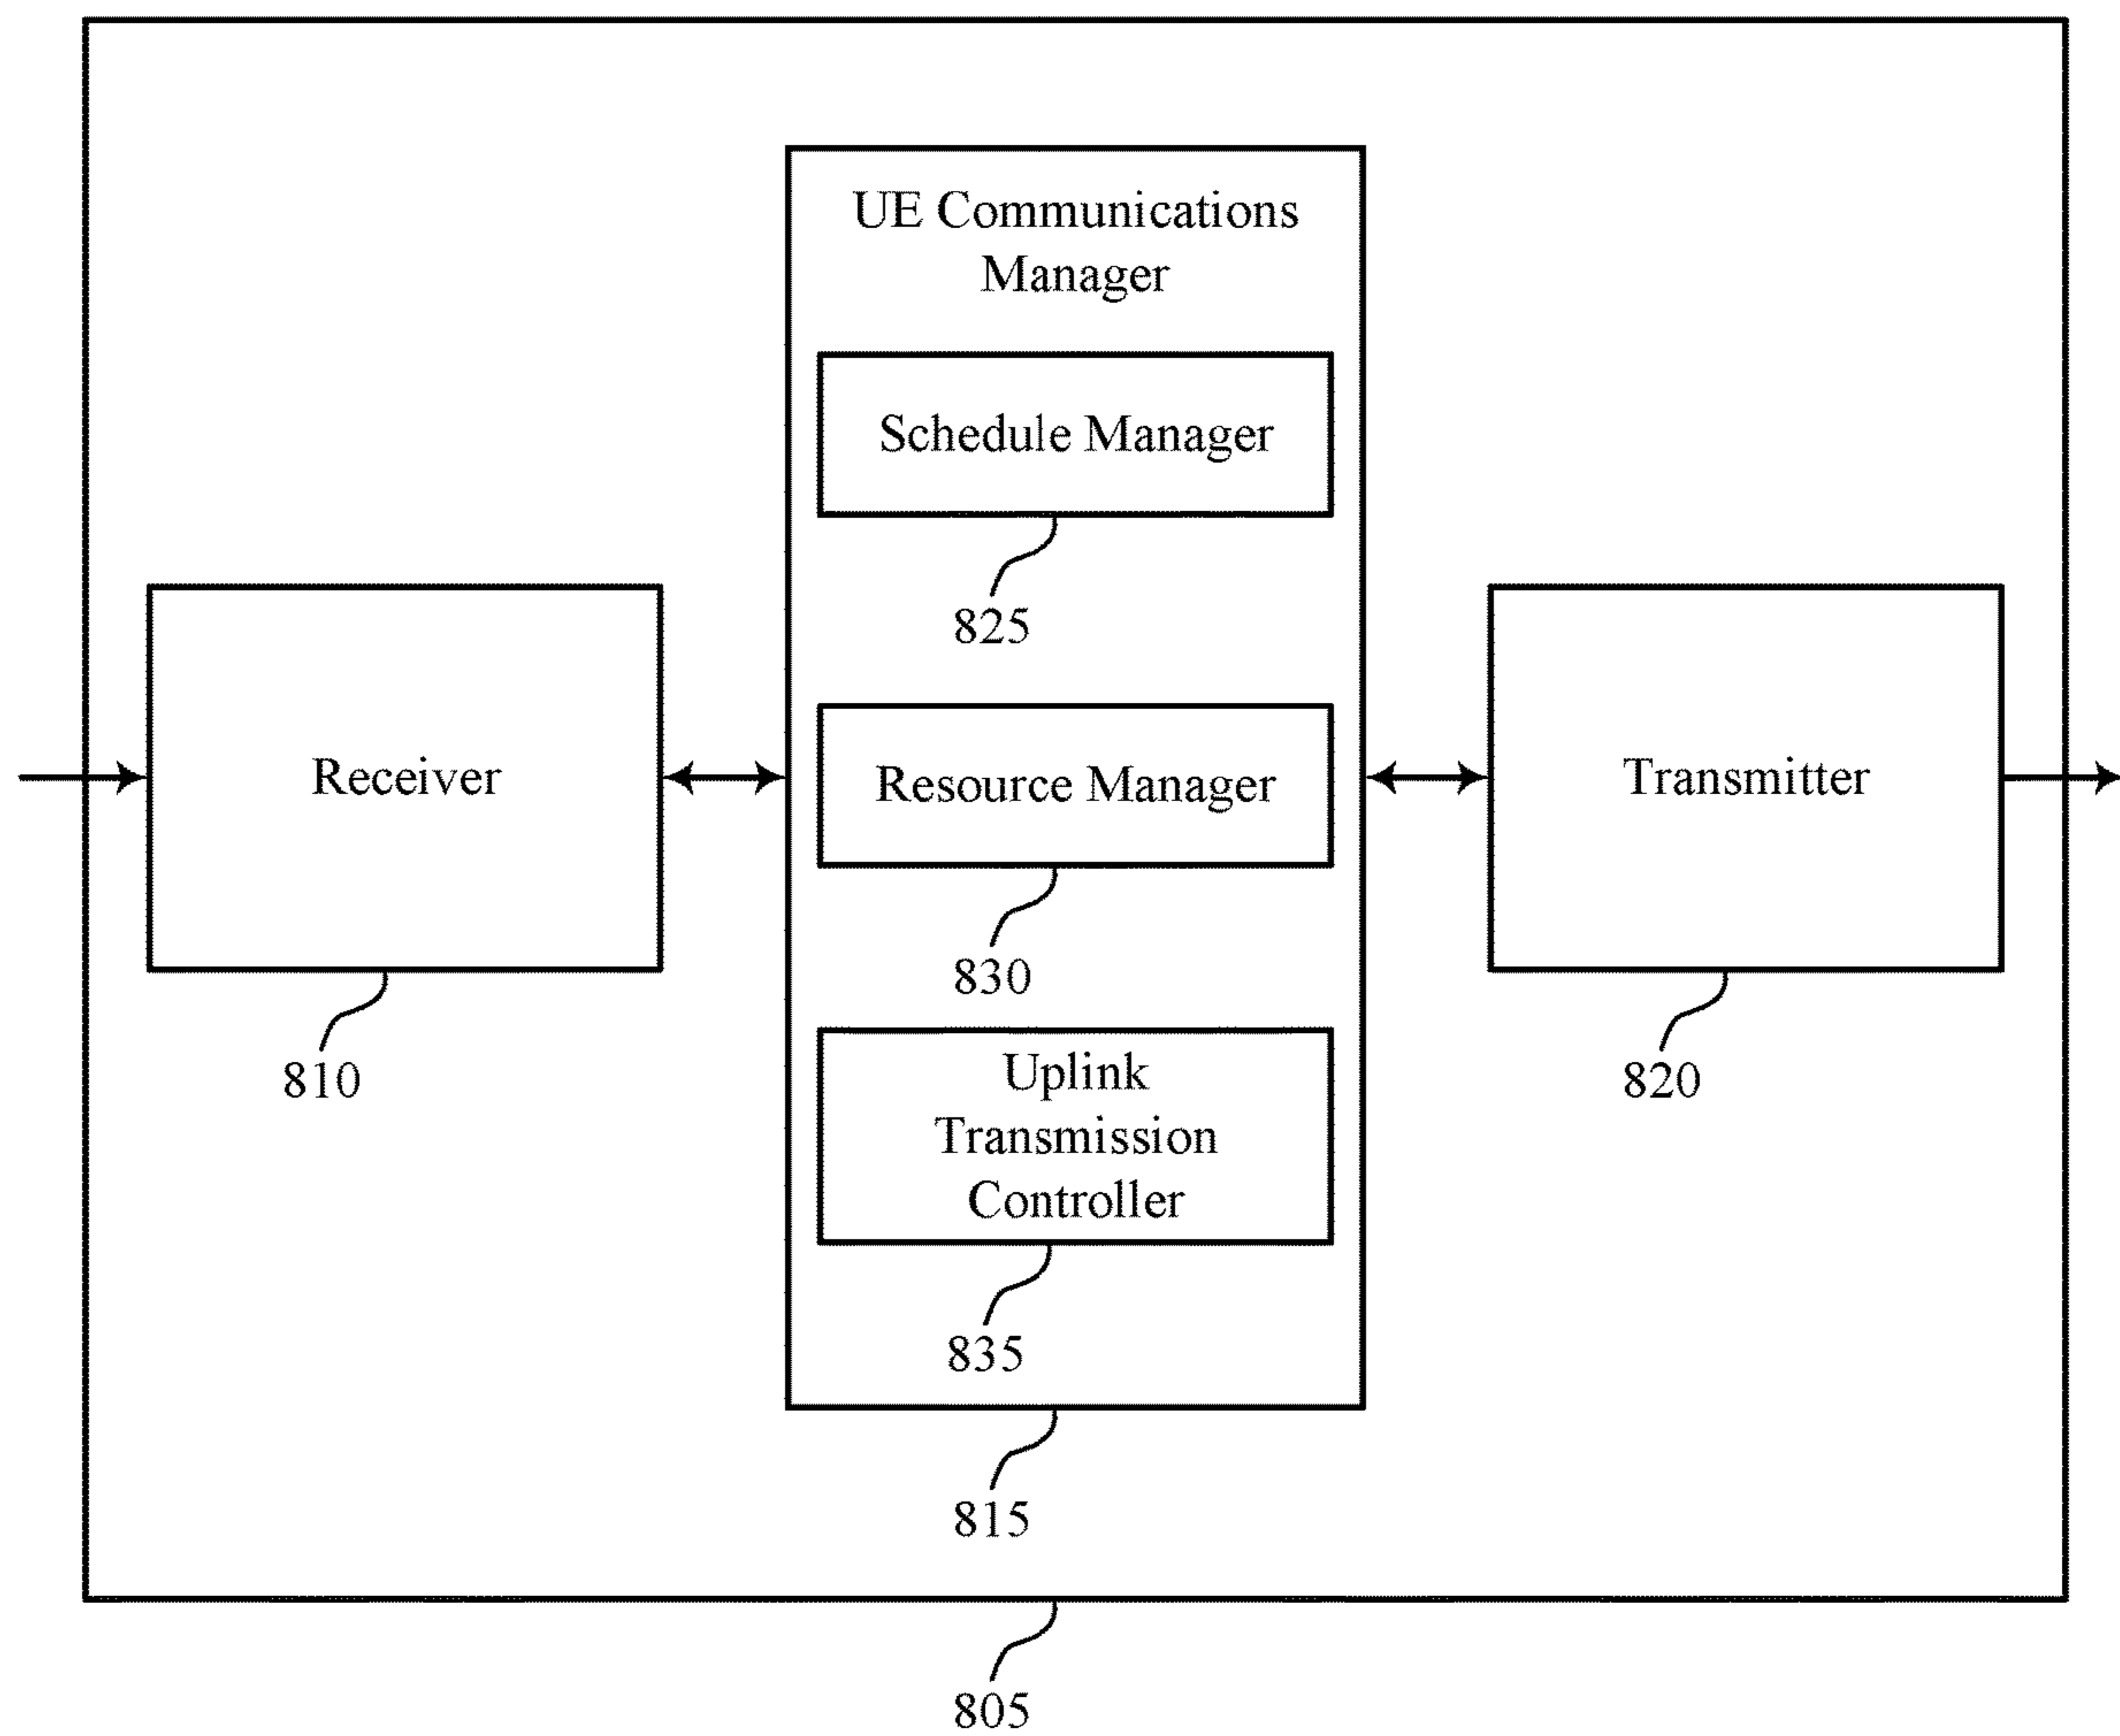 UE Communications
Manager
Schedule Manager
825
Receiver
810
Resource Manager
830
Transmitter
820
Uplink
Transmission
Controller
835
815
805